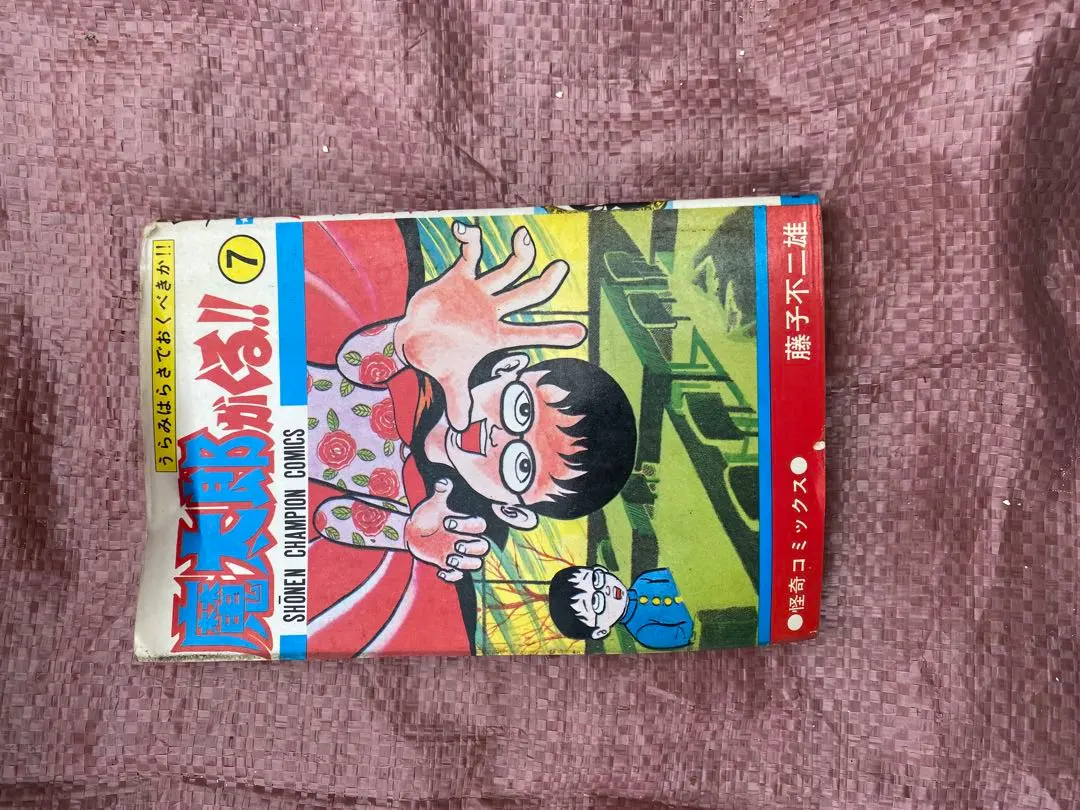 うらみはらさでおくべきか!!
魔太郎がくる!!
7
SHŌNEN CHAMPION COMICS
●怪奇コミックス●
藤子不二雄